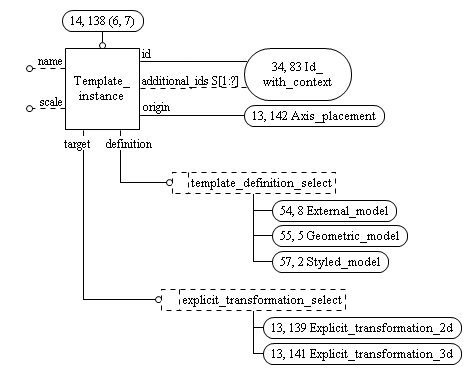 14, 138 (6, 7)
name
id
Template_
instance
additional_ids S[1:?]
34, 83 Id_
with_context
scale
origin
13, 142 Axis_placement
target
definition
template_definition_select
54, 8 External_model
55, 5 Geometric_model
57, 2 Styled_model
explicit_transformation_select
13, 139 Explicit_transformation_2d
13, 141 Explicit_transformation_3d